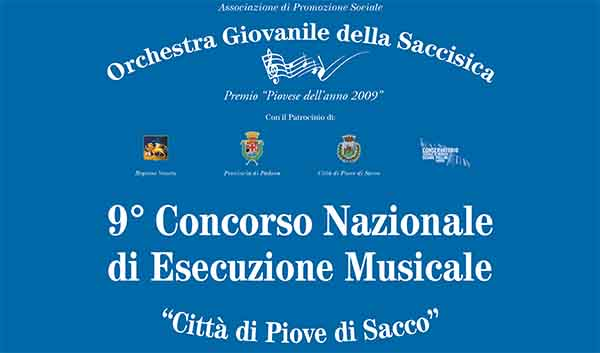 Associazione di Promozione Sociale
Orchestra Giovanile della Saccisica
Premio "Piovese dell'anno 2009"
Con il Patrocinio di:
Regione Veneto
Provincia di Padova
Città di Piove di Sacco
CONSERVATORIO
9° Concorso Nazionale
di Esecuzione Musicale
"Città di Piove di Sacco"